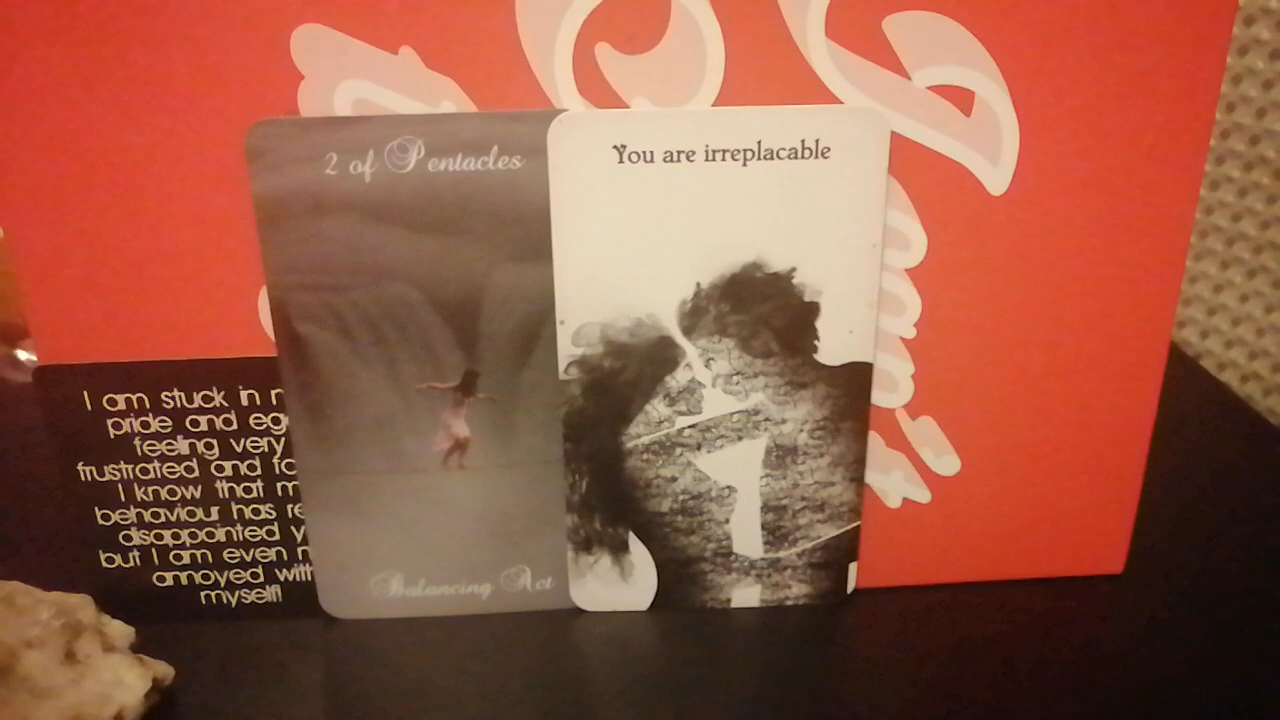 2 of Pentacles
Balancing Act
You are irreplacable
I am stuck in
pride and
feeling very
frustrated and
I know that
behaviour has
disappointed
but I am even
annoyed with
myself!